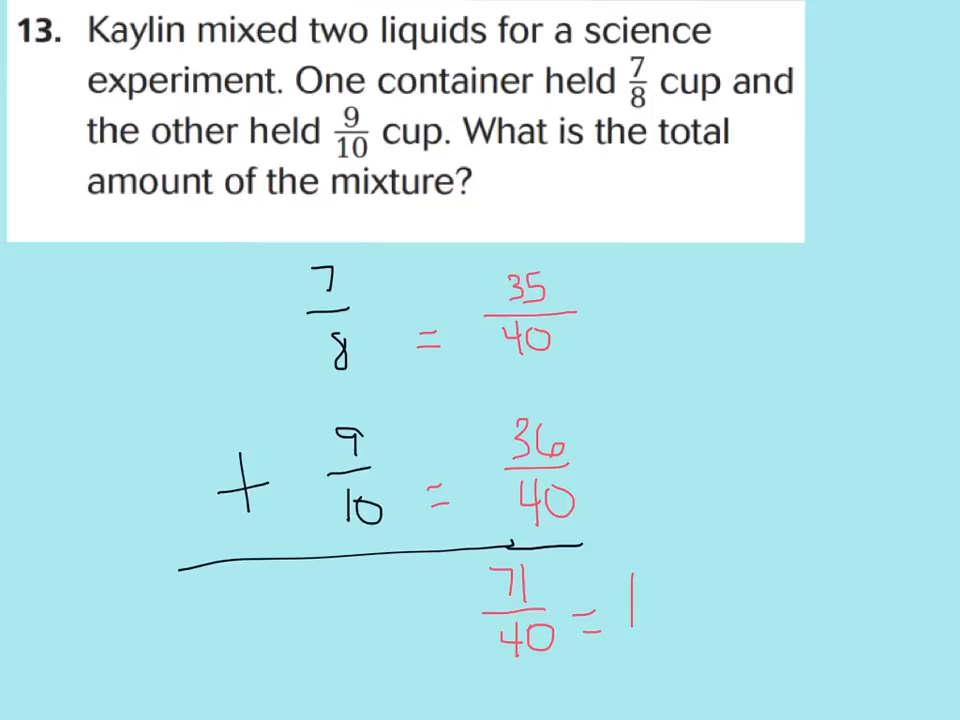 13. Kaylin mixed two liquids for a science
experiment. One container held 7/8 cup and
the other held 9/10 cup. What is the total
amount of the mixture?
7/8 = 35/40
+ 9/10 = 36/40
71/40 = 1